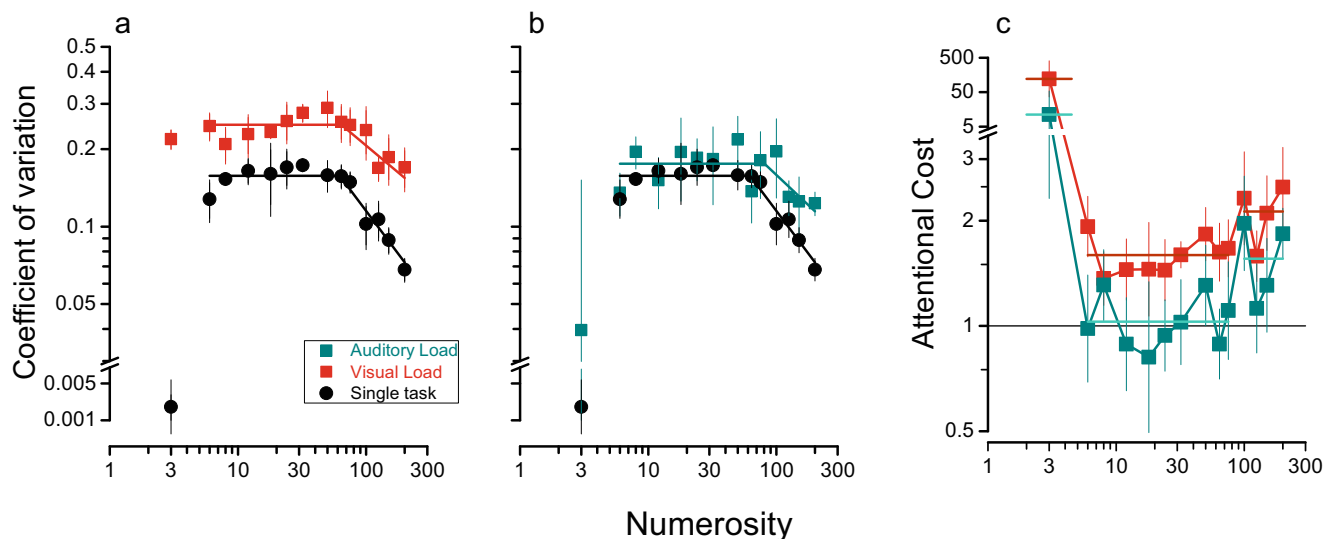 a
b
c
Coefficient of variation
0.5
0.4
0.3
0.2
0.1
0.05
0.005
0.001
Auditory Load
Visual Load
Single task
1 3 10 30 100 300
1 3 10 30 100 300
Numerosity
Attentional Cost
500
50
5
3
2
1
0.5
1 3 10 30 100 300